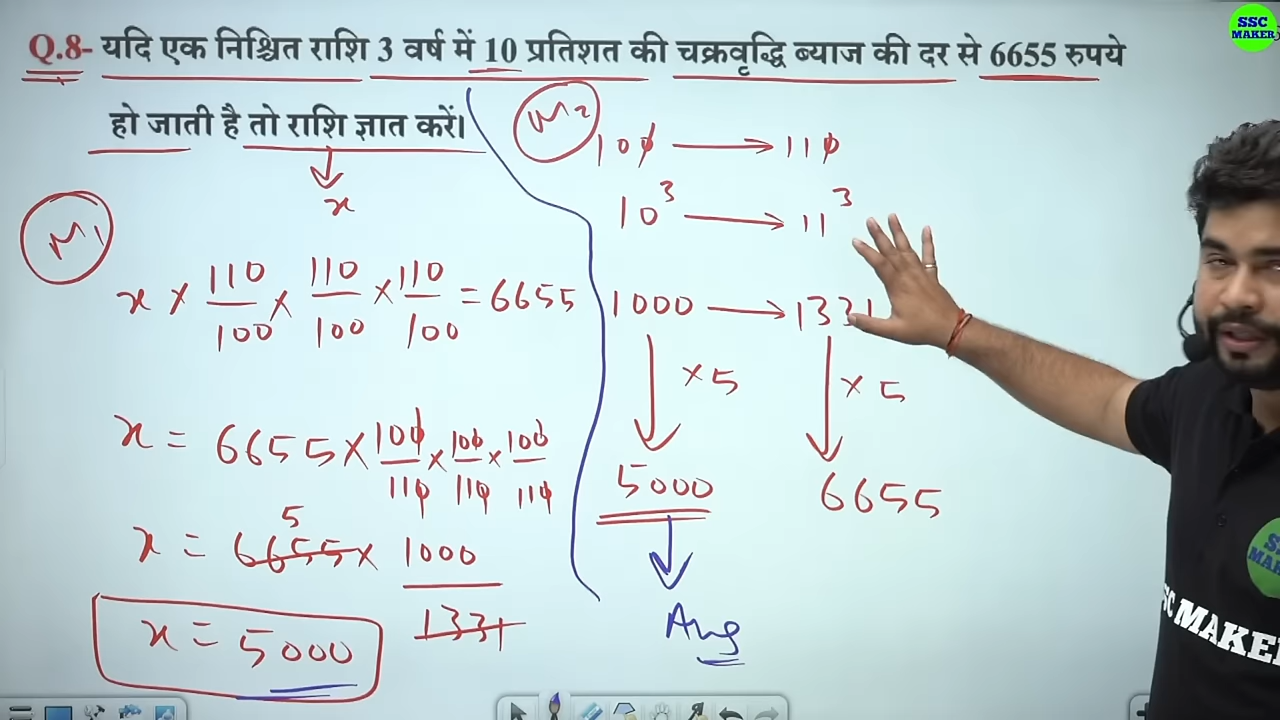 Q.8- यदि एक निश्चित राशि 3 वर्ष में 10 प्रतिशत की चक्रवृद्धि ब्याज की दर से 6655 रुपये
हो जाती है तो राशि ज्ञात करें।
x
M1
x × 110/100 × 110/100 × 110/100 = 6655
x = 6655 × 100/110 × 100/110 × 100/110
5
x = 6655 × 1000/1331
x = 5000
M2
100 → 110
10³ → 11³
1000 → 1331
×5 ×5
5000 6655
Ans
SSC
MAKER
SSC MAKER